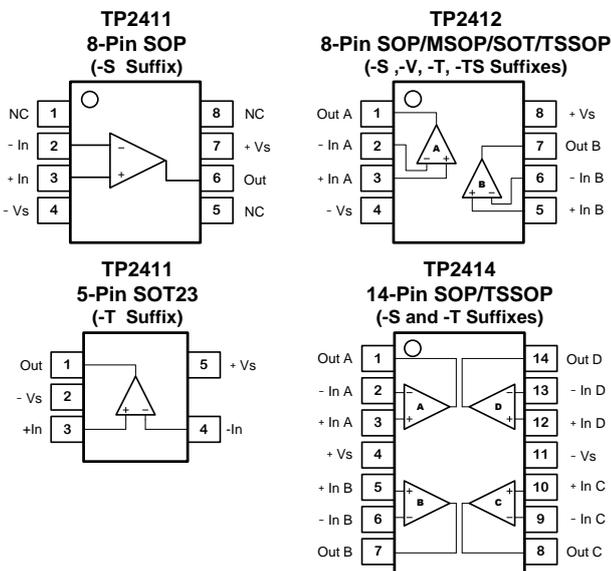 TP2411
8-Pin SOP
(-S Suffix)
NC 1 8 NC
- In 2 7 + Vs
+ In 3 6 Out
- Vs 4 5 NC
−
+
TP2412
8-Pin SOP/MSOP/SOT/TSSOP
(-S ,-V, -T, -TS Suffixes)
Out A 1 8 + Vs
- In A 2 7 Out B
+ In A 3 6 - In B
- Vs 4 5 + In B
A
− +
B
+ −
TP2411
5-Pin SOT23
(-T Suffix)
Out 1 5 + Vs
- Vs 2
+In 3 4 -In
+ −
TP2414
14-Pin SOP/TSSOP
(-S and -T Suffixes)
Out A 1 14 Out D
- In A 2 13 - In D
+ In A 3 12 + In D
+ Vs 4 11 - Vs
+ In B 5 10 + In C
- In B 6 9 - In C
Out B 7 8 Out C
− A D −
+ +
+ B C +
− −